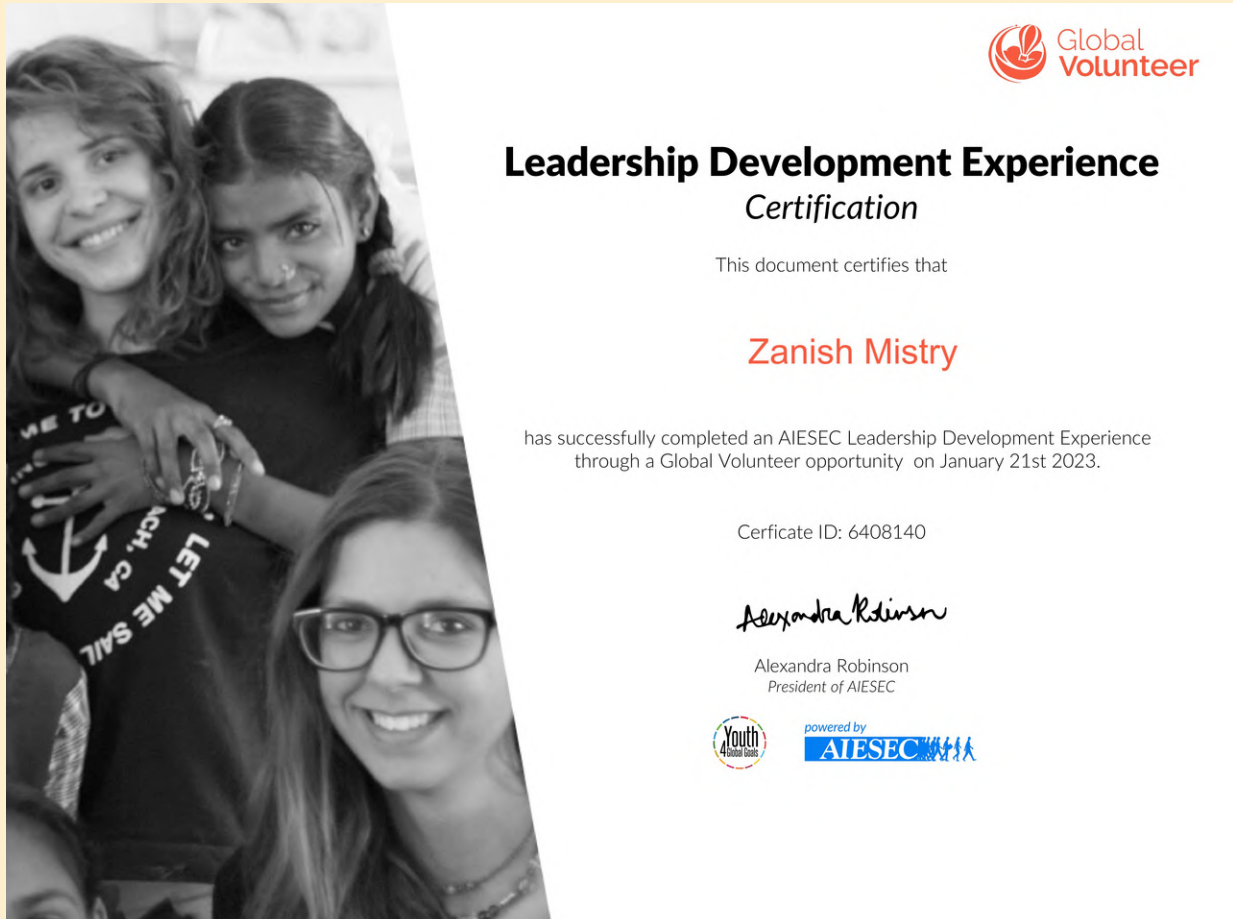 Global
Volunteer
Leadership Development Experience
Certification
This document certifies that
Zanish Mistry
has successfully completed an AIESEC Leadership Development Experience
through a Global Volunteer opportunity on January 21st 2023.
Cerficate ID: 6408140
Alexandra Robinson
Alexandra Robinson
President of AIESEC
Youth
4Global Goals
powered by
AIESEC
ME TO
ACH, CA
LET ME SAIL